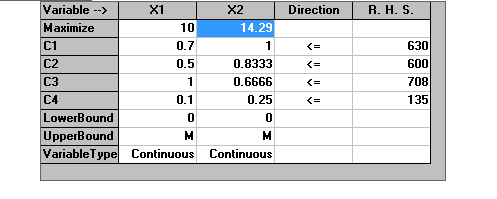 Variable --> X1 X2 Direction R. H. S.
Maximize 10 14.29
C1 0.7 1 <= 630
C2 0.5 0.8333 <= 600
C3 1 0.6666 <= 708
C4 0.1 0.25 <= 135
LowerBound 0 0
UpperBound M M
VariableType Continuous Continuous